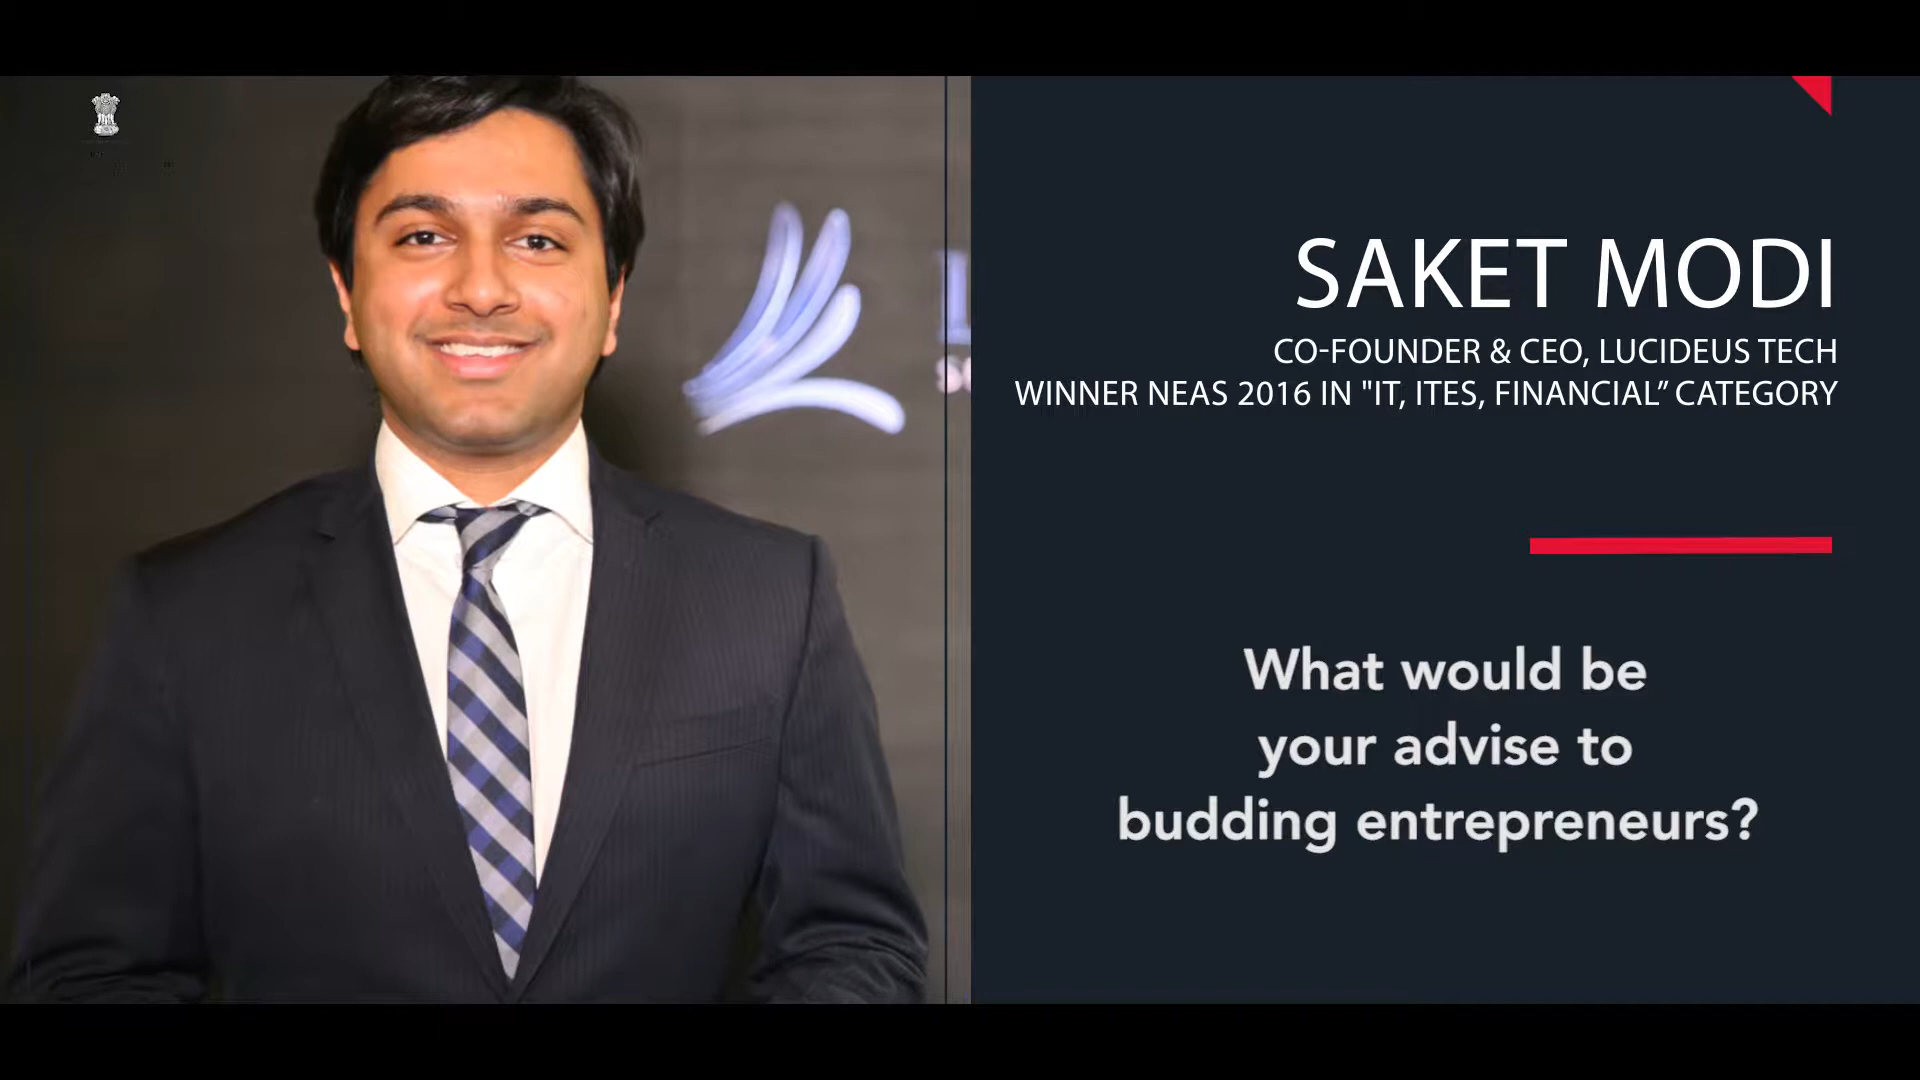 SAKET MODI
CO-FOUNDER & CEO, LUCIDEUS TECH
WINNER NEAS 2016 IN "IT, ITES, FINANCIAL” CATEGORY
What would be
your advise to
budding entrepreneurs?